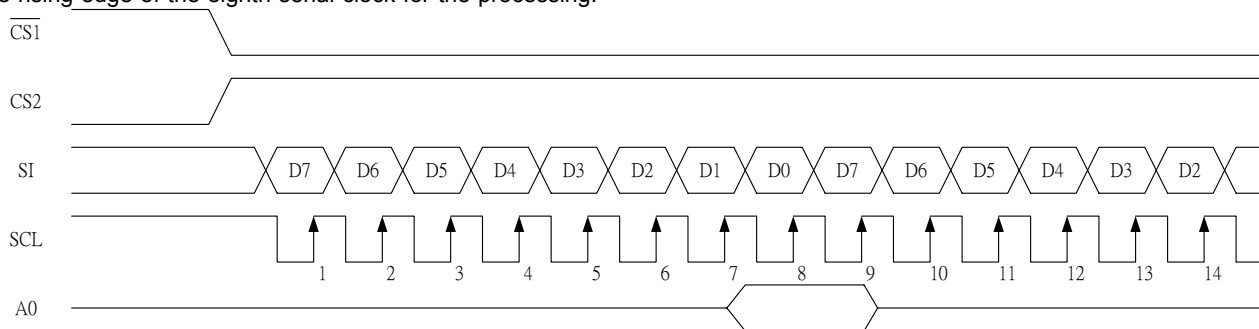 rising edge of the eighth serial clock for the processing.
CS1
CS2
SI D7 D6 D5 D4 D3 D2 D1 D0 D7 D6 D5 D4 D3 D2
SCL
1 2 3 4 5 6 7 8 9 10 11 12 13 14
A0